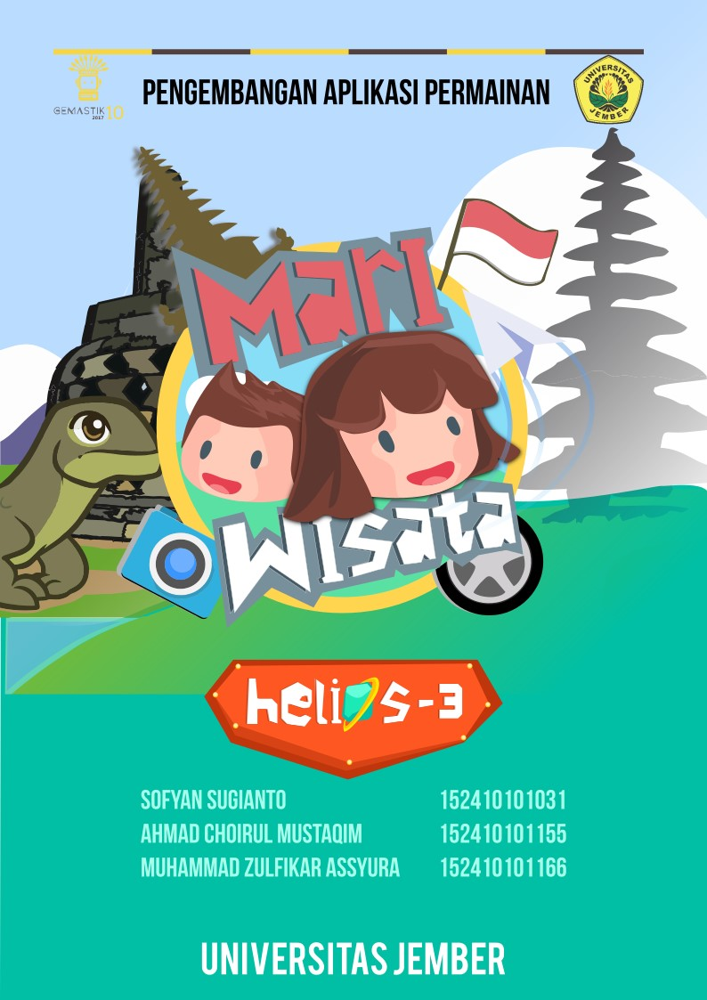 PENGEMBANGAN APLIKASI PERMAINAN
GEMASTIK 10
2017
UNIVERSITAS
JEMBER
Mari
Wisata
helios-3
SOFYAN SUGIANTO 152410101031
AHMAD CHOIRUL MUSTAQIM 152410101155
MUHAMMAD ZULFIKAR ASSYURA 152410101166
UNIVERSITAS JEMBER